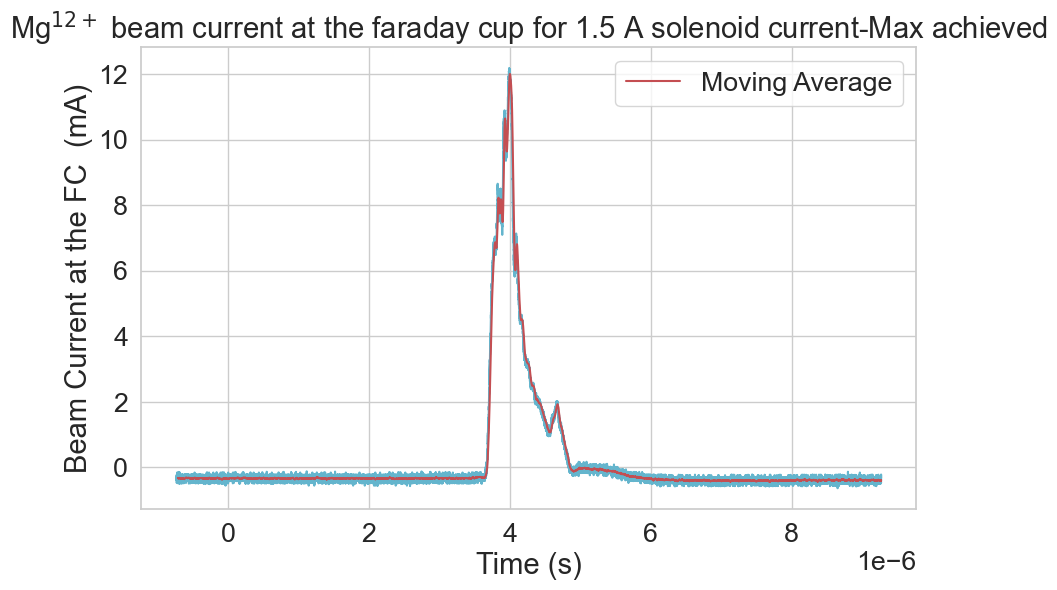 Mg¹²⁺ beam current at the faraday cup for 1.5 A solenoid current-Max achieved
Moving Average
Beam Current at the FC (mA)
12
10
8
6
4
2
0
0 2 4 6 8
1e−6
Time (s)